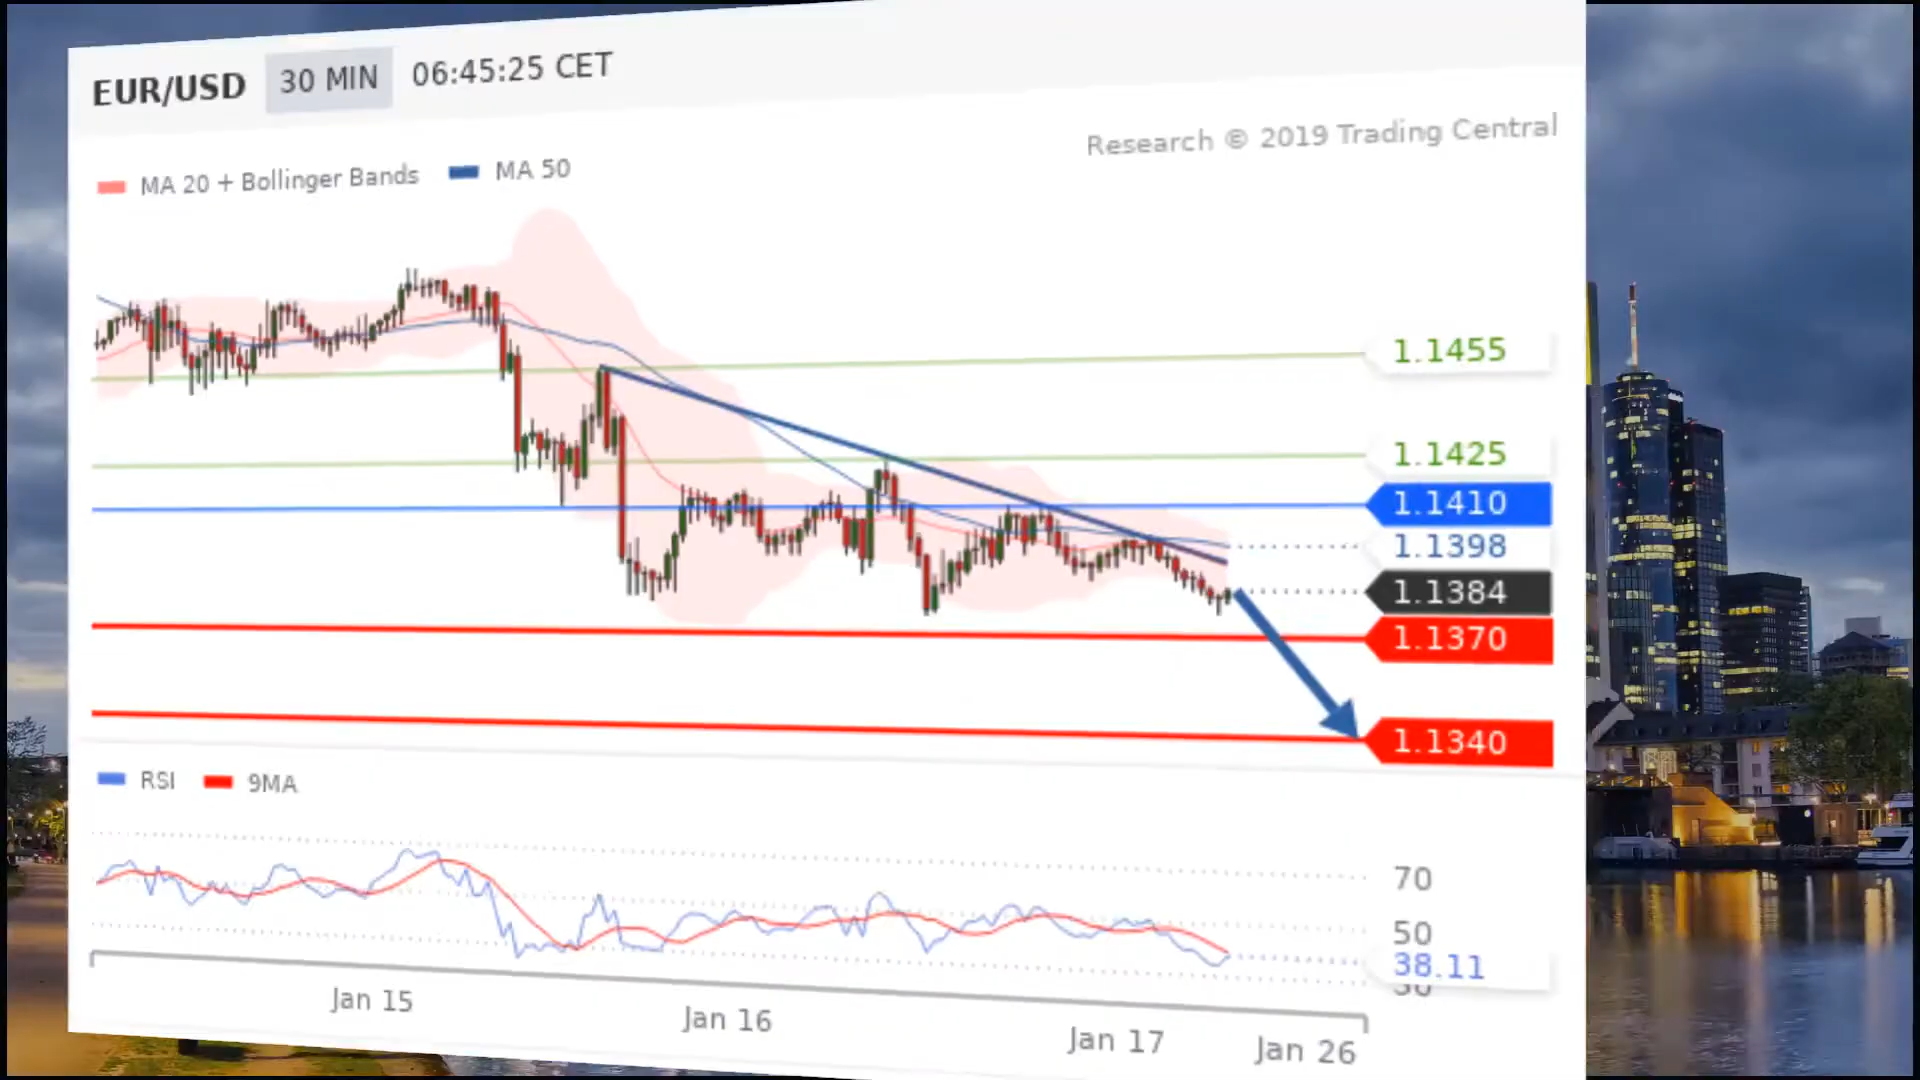 EUR/USD 30 MIN 06:45:25 CET
Research © 2019 Trading Central
MA 20 + Bollinger Bands MA 50
1.1455
1.1425
1.1410
1.1398
1.1384
1.1370
1.1340
RSI 9MA
70
50
38.11
Jan 15 Jan 16 Jan 17 Jan 26